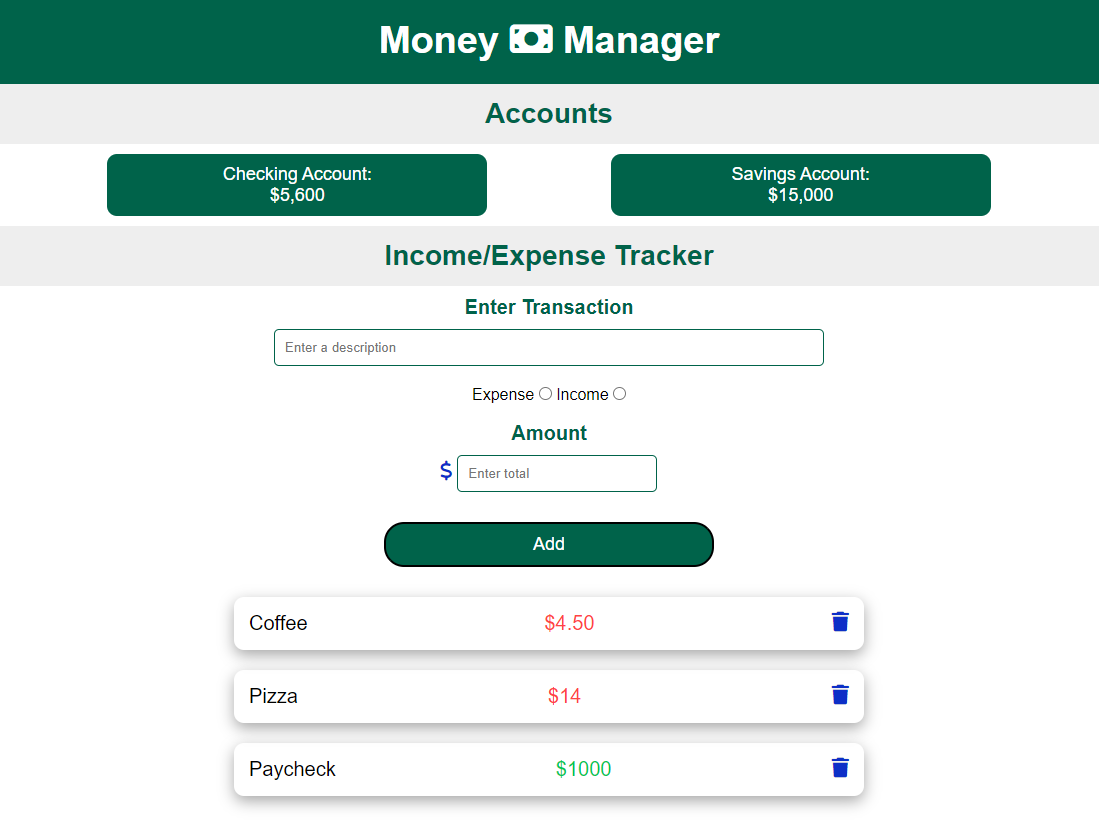 Money Manager
Accounts
Checking Account:
$5,600
Savings Account:
$15,000
Income/Expense Tracker
Enter Transaction
Enter a description
Expense Income
Amount
$ Enter total
Add
Coffee $4.50
Pizza $14
Paycheck $1000